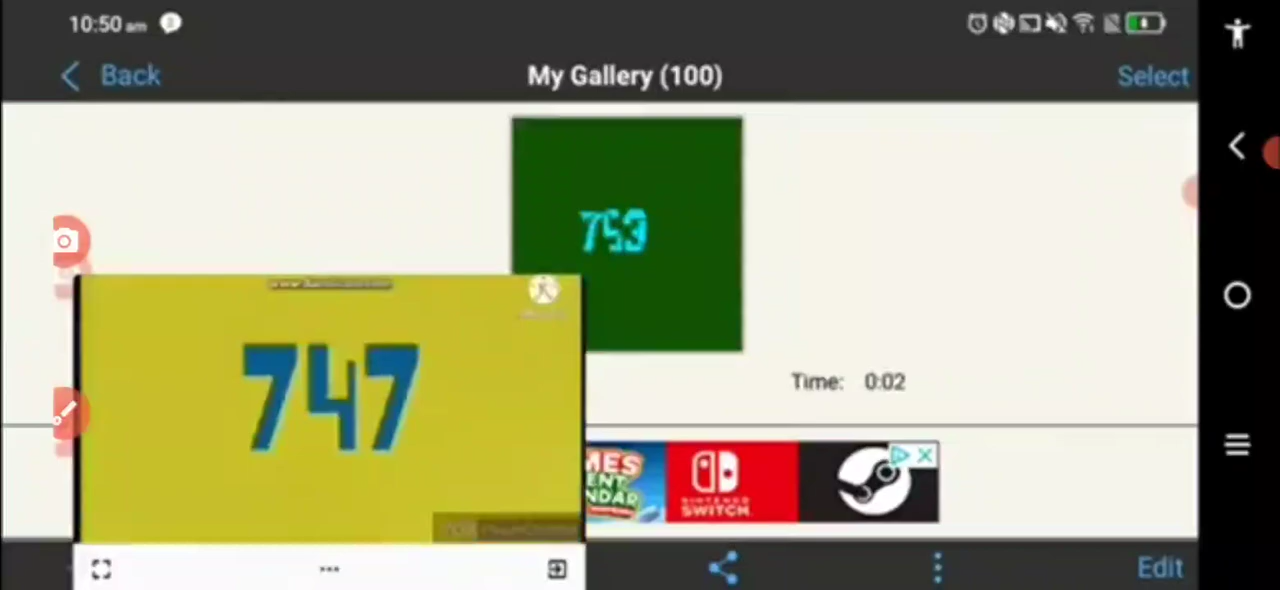 10:50 am
Back
My Gallery (100)
Select
753
747
Time: 0:02
NINTENDO
SWITCH
Edit